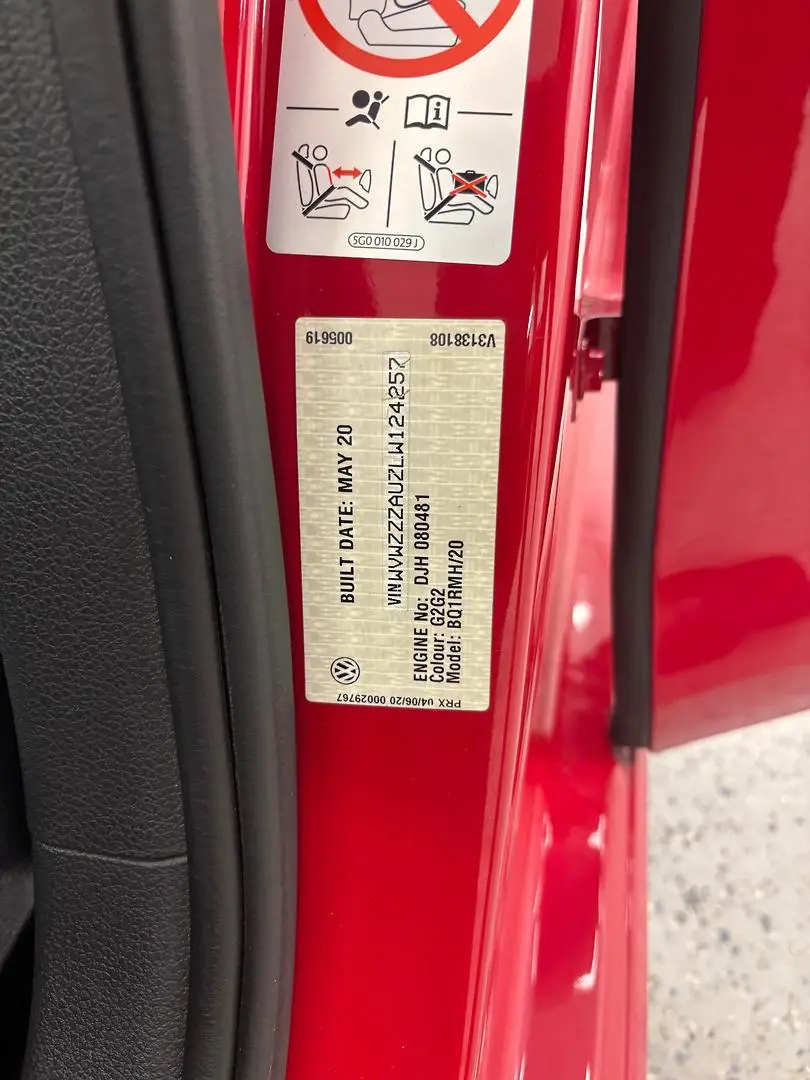 5G0 010 029 J
005619
V3138108
BUILT DATE: MAY 20
VIN WVWZZZAUZLW124257
ENGINE No: DJH 080481
Colour: G2G2
Model: BQ1RMH/20
PRX 04/06/20 00029767